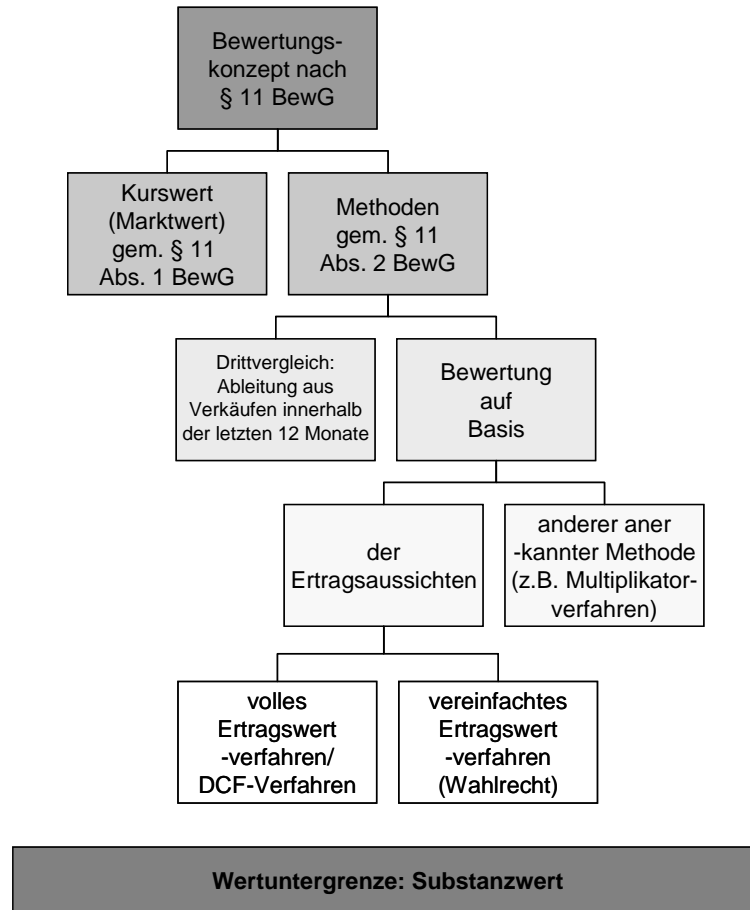 Bewertungs-
konzept nach
§ 11 BewG
Kurswert
(Marktwert)
gem. § 11
Abs. 1 BewG
Methoden
gem. § 11
Abs. 2 BewG
Drittvergleich:
Ableitung aus
Verkäufen innerhalb
der letzten 12 Monate
Bewertung
auf
Basis
der
Ertragsaussichten
anderer aner
-kannter Methode
(z.B. Multiplikator-
verfahren)
volles
Ertragswert
-verfahren/
DCF-Verfahren
vereinfachtes
Ertragswert
-verfahren
(Wahlrecht)
Wertuntergrenze: Substanzwert